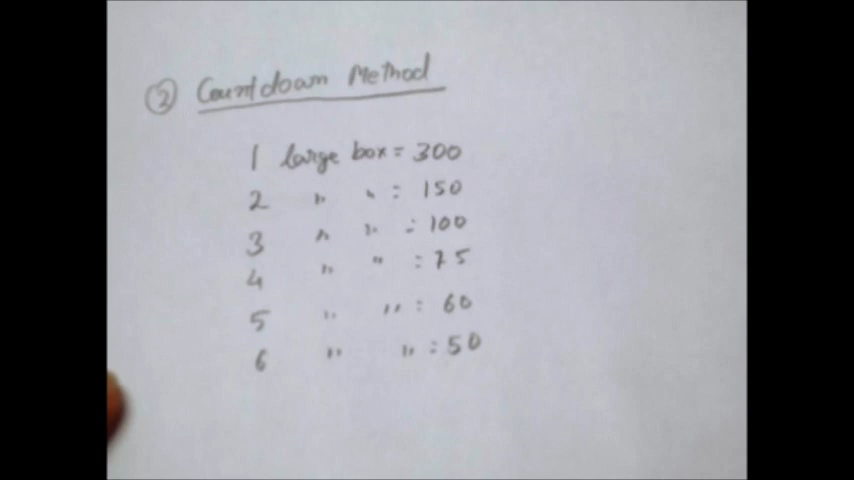 ② Countdown Method
1 large box = 300
2 " " = 150
3 " " = 100
4 " " = 75
5 " " = 60
6 " " = 50